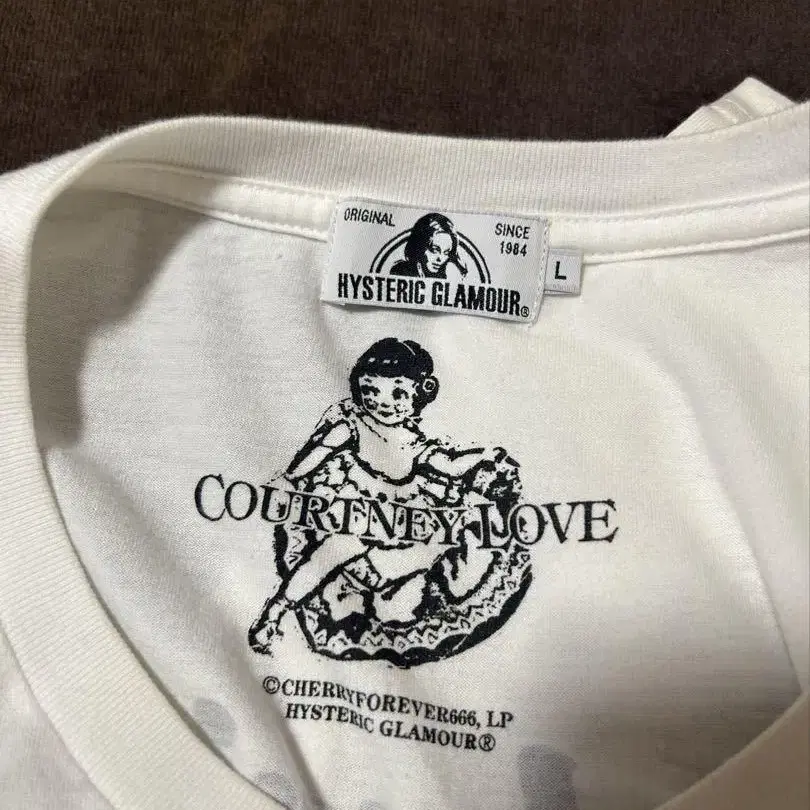 ORIGINAL
SINCE
1984
HYSTERIC GLAMOUR®
L
COURTNEY LOVE
©CHERRYFOREVER666, LP
HYSTERIC GLAMOUR®